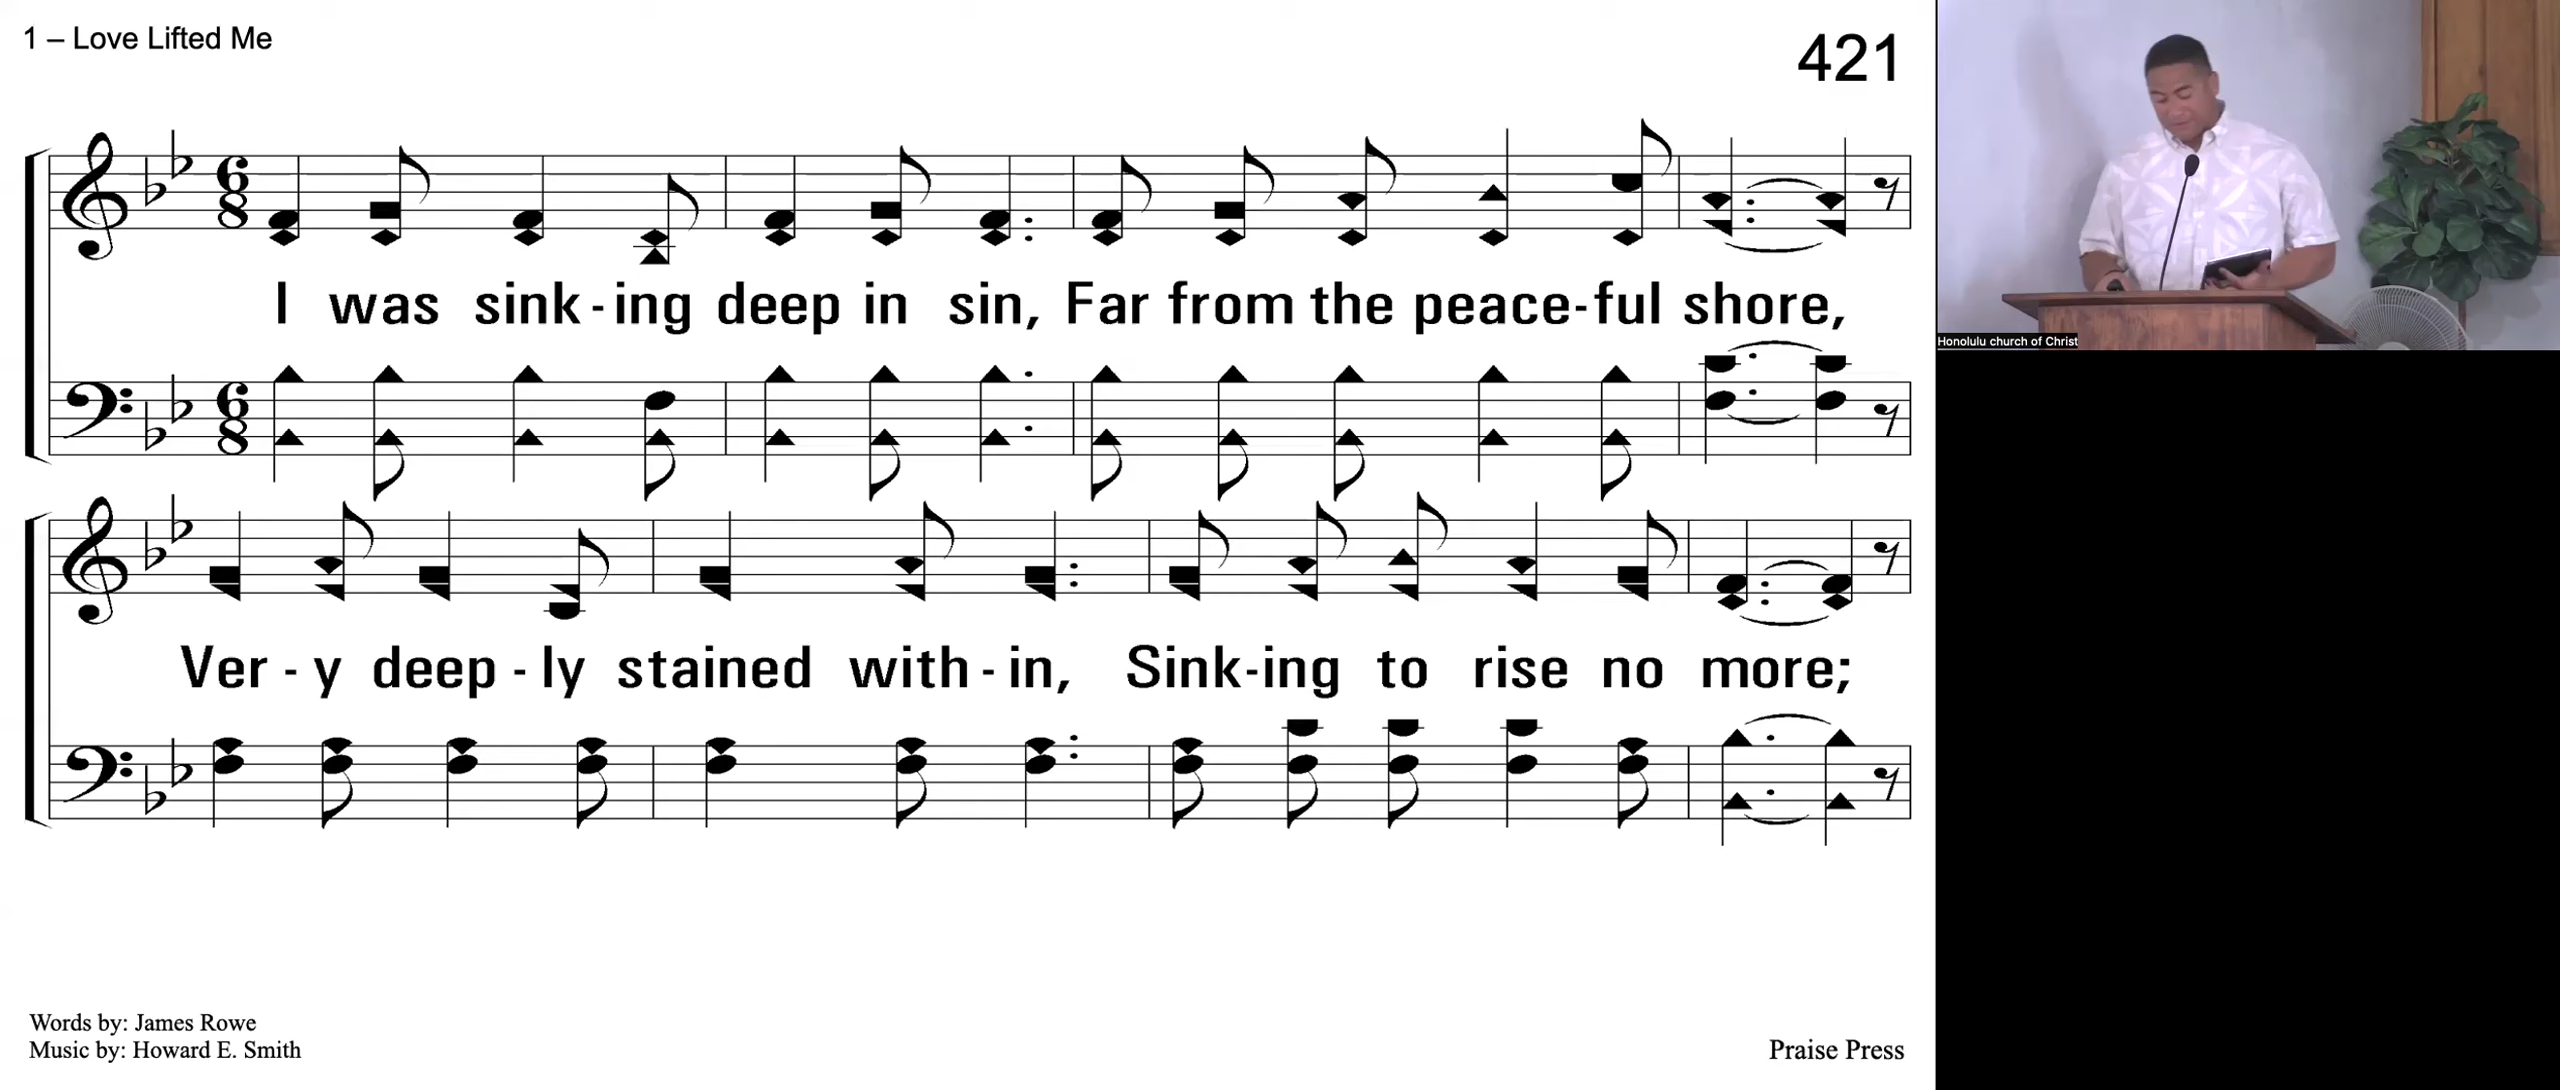 1 – Love Lifted Me
421
I was sink-ing deep in sin, Far from the peace-ful shore,
Ver - y deep - ly stained with - in, Sink-ing to rise no more;
Words by: James Rowe
Music by: Howard E. Smith
Praise Press
Honolulu church of Christ